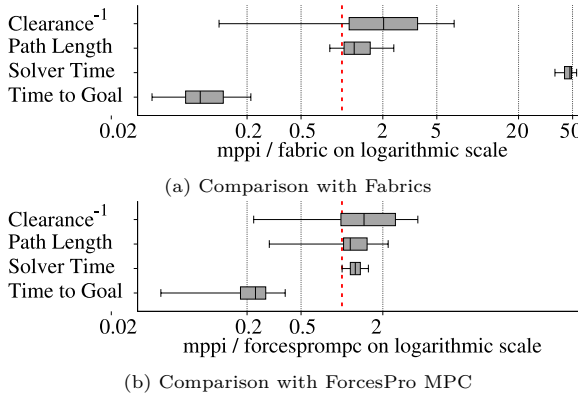 Clearance-1
Path Length
Solver Time
Time to Goal
0.02 0.2 0.5 1 2 5 20 50
mppi / fabric on logarithmic scale
(a) Comparison with Fabrics
Clearance-1
Path Length
Solver Time
Time to Goal
0.02 0.2 0.5 1 2
mppi / forcesprompc on logarithmic scale
(b) Comparison with ForcesPro MPC